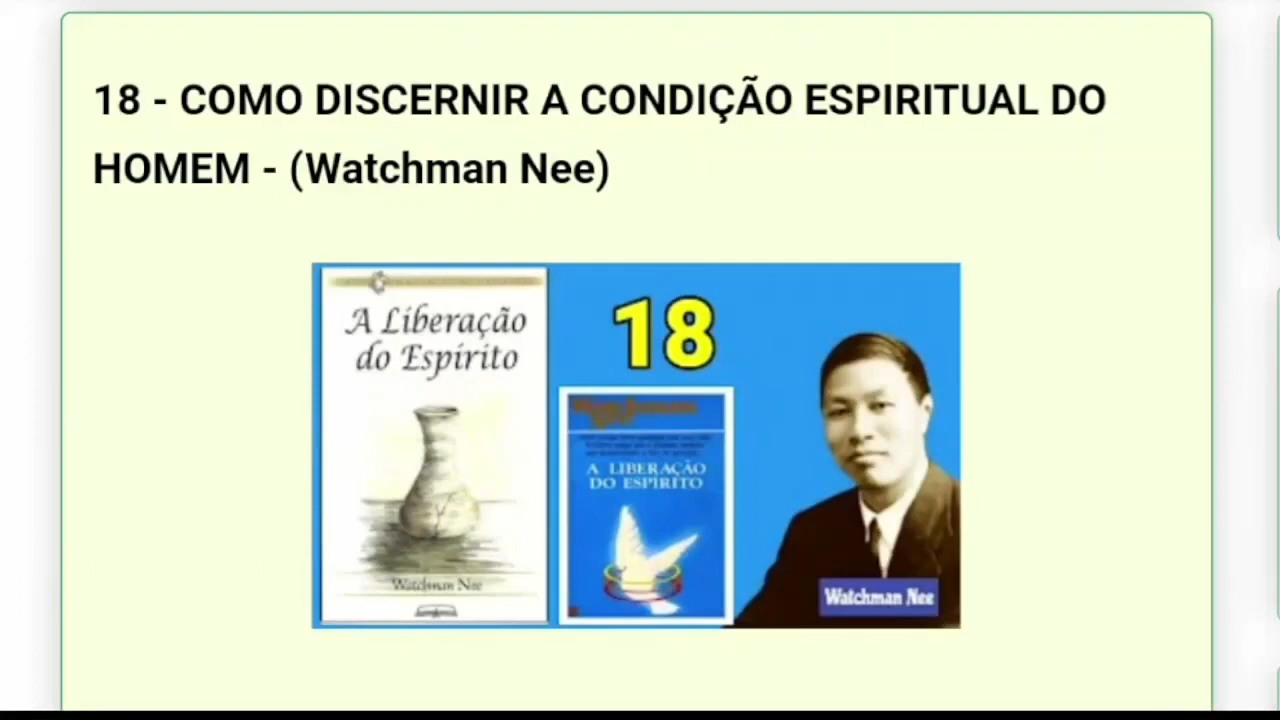 18 - COMO DISCERNIR A CONDIÇÃO ESPIRITUAL DO
HOMEM - (Watchman Nee)
A Liberação
do Espírito
Watchman Nee
18
A LIBERAÇÃO
DO ESPÍRITO
Watchman Nee